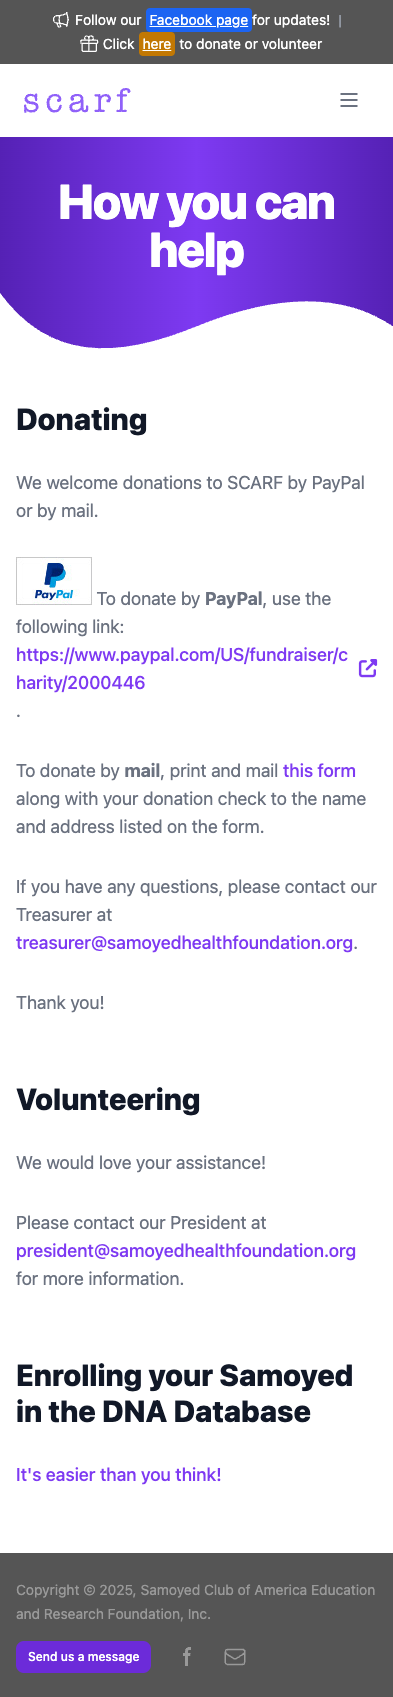 Follow our Facebook page for updates! |
Click here to donate or volunteer
scarf
How you can
help
Donating
We welcome donations to SCARF by PayPal
or by mail.
PayPal To donate by PayPal, use the
following link:
https://www.paypal.com/US/fundraiser/c
harity/2000446
.
To donate by mail, print and mail this form
along with your donation check to the name
and address listed on the form.
If you have any questions, please contact our
Treasurer at
treasurer@samoyedhealthfoundation.org.
Thank you!
Volunteering
We would love your assistance!
Please contact our President at
president@samoyedhealthfoundation.org
for more information.
Enrolling your Samoyed
in the DNA Database
It's easier than you think!
Copyright © 2025, Samoyed Club of America Education
and Research Foundation, Inc.
Send us a message